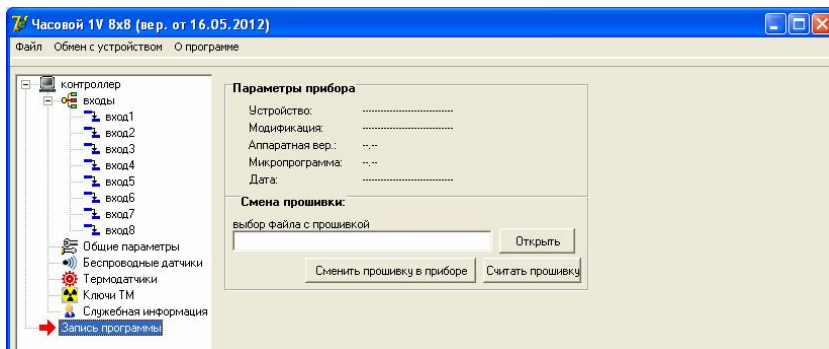 Часовой 1V 8x8 (вер. от 16.05.2012)
Файл Обмен с устройством О программе
контроллер
входы
вход1
вход2
вход3
вход4
вход5
вход6
вход7
вход8
Общие параметры
Беспроводные датчики
Термодатчики
Ключи ТМ
Служебная информация
Запись программы
Параметры прибора
Устройство: ----------------------------
Модификация: ----------------------------
Аппаратная вер.: --.--
Микропрограмма: --.--
Дата: ----------------------------
Смена прошивки:
выбор файла с прошивкой
Открыть
Сменить прошивку в приборе Считать прошивку